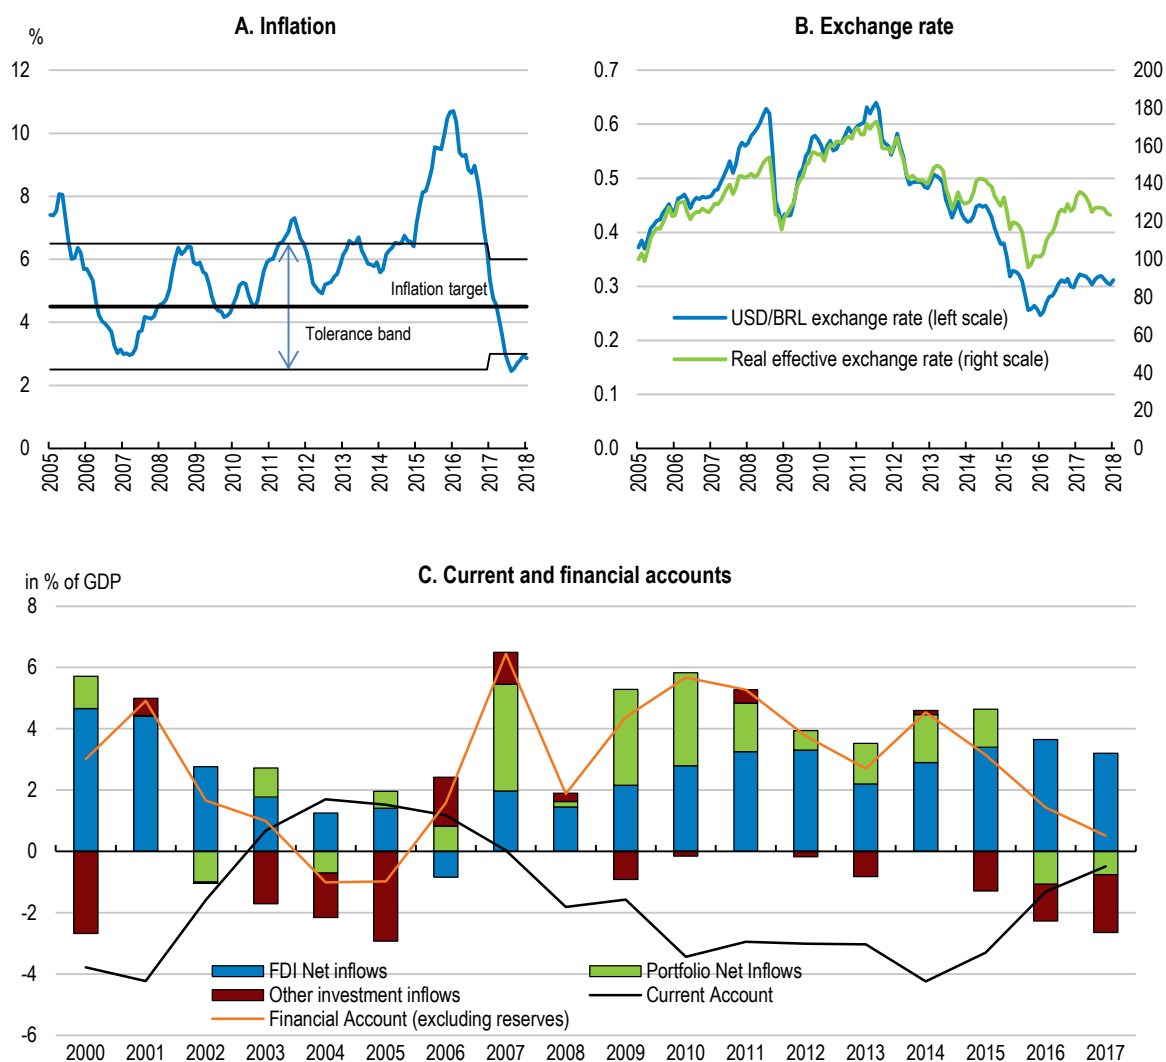 A. Inflation
%
12
10
8
6
4
2
0
Inflation target
Tolerance band
2005 2006 2007 2008 2009 2010 2011 2012 2013 2014 2015 2016 2017 2018
B. Exchange rate
0.7
0.6
0.5
0.4
0.3
0.2
0.1
0.0
200
180
160
140
120
100
80
60
40
20
0
USD/BRL exchange rate (left scale)
Real effective exchange rate (right scale)
2005 2006 2007 2008 2009 2010 2011 2012 2013 2014 2015 2016 2017 2018
C. Current and financial accounts
in % of GDP
8
6
4
2
0
-2
-4
-6
FDI Net inflows
Portfolio Net Inflows
Other investment inflows
Current Account
Financial Account (excluding reserves)
2000 2001 2002 2003 2004 2005 2006 2007 2008 2009 2010 2011 2012 2013 2014 2015 2016 2017